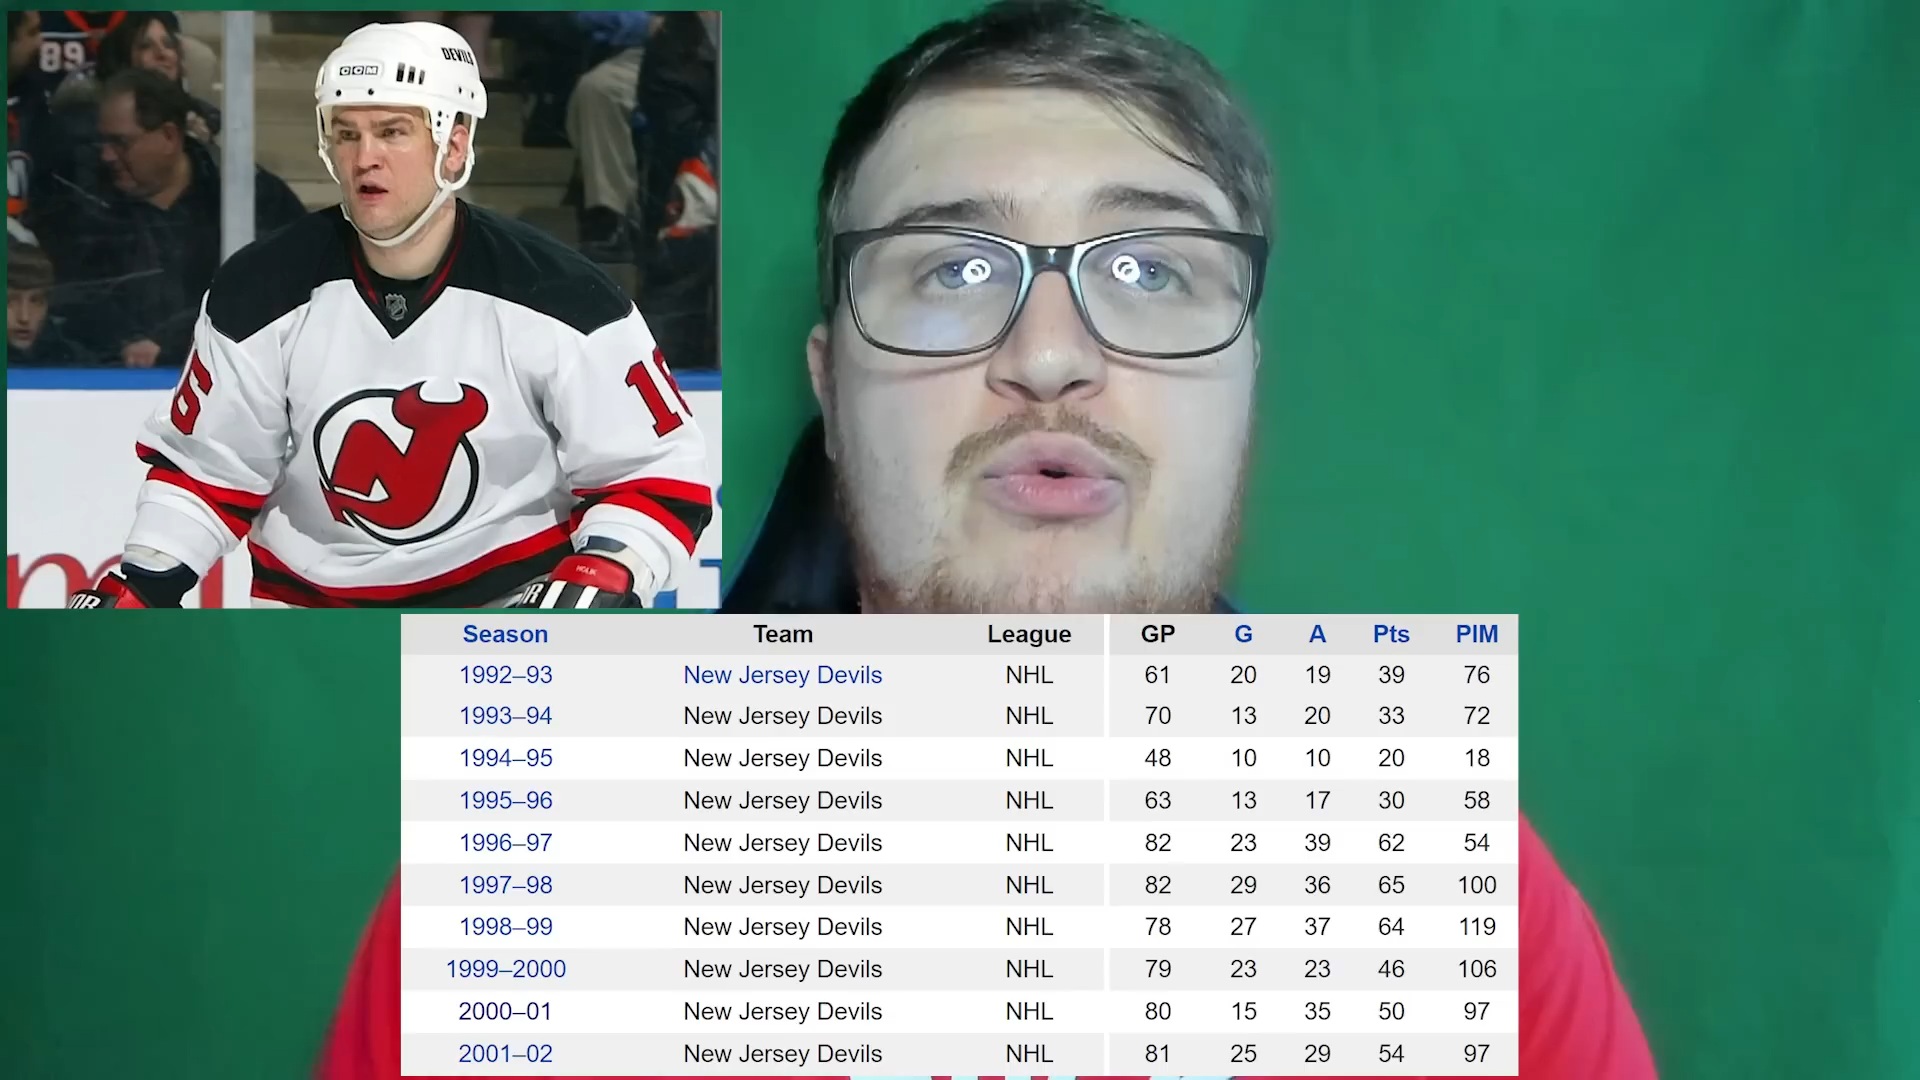 89
DEVILS
CCM
16
16
HOLIK
Season Team League GP G A Pts PIM
1992–93 New Jersey Devils NHL 61 20 19 39 76
1993–94 New Jersey Devils NHL 70 13 20 33 72
1994–95 New Jersey Devils NHL 48 10 10 20 18
1995–96 New Jersey Devils NHL 63 13 17 30 58
1996–97 New Jersey Devils NHL 82 23 39 62 54
1997–98 New Jersey Devils NHL 82 29 36 65 100
1998–99 New Jersey Devils NHL 78 27 37 64 119
1999–2000 New Jersey Devils NHL 79 23 23 46 106
2000–01 New Jersey Devils NHL 80 15 35 50 97
2001–02 New Jersey Devils NHL 81 25 29 54 97